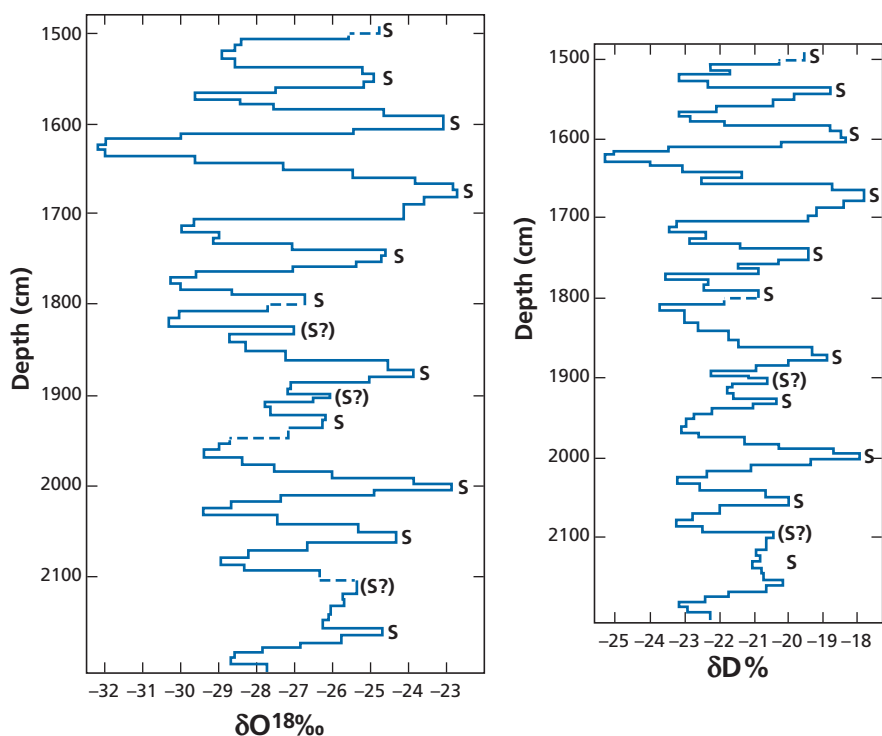 1500
1600
1700
1800
1900
2000
2100
Depth (cm)
S
S
S
S
S
S
(S?)
S
(S?)
S
S
S
(S?)
S
–32 –31 –30 –29 –28 –27 –26 –25 –24 –23
δO18‰
1500
1600
1700
1800
1900
2000
2100
Depth (cm)
S
S
S
S
S
S
S
(S?)
S
S
S
(S?)
S
–25 –24 –23 –22 –21 –20 –19 –18
δD%